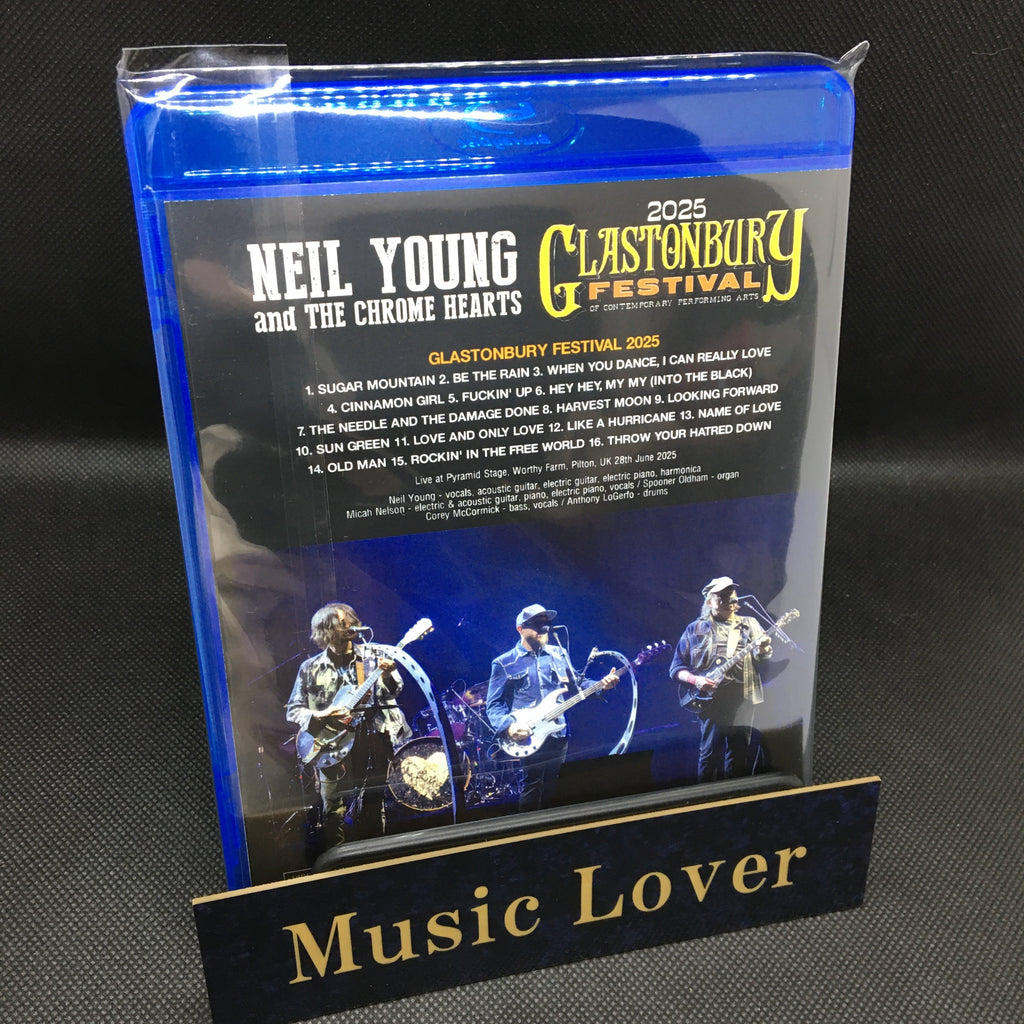 NEIL YOUNG
and THE CHROME HEARTS
2025
GLASTONBURY
FESTIVAL
OF CONTEMPORARY PERFORMING ARTS
GLASTONBURY FESTIVAL 2025
1. SUGAR MOUNTAIN 2. BE THE RAIN 3. WHEN YOU DANCE, I CAN REALLY LOVE
4. CINNAMON GIRL 5. FUCKIN' UP 6. HEY HEY, MY MY (INTO THE BLACK)
7. THE NEEDLE AND THE DAMAGE DONE 8. HARVEST MOON 9. LOOKING FORWARD
10. SUN GREEN 11. LOVE AND ONLY LOVE 12. LIKE A HURRICANE 13. NAME OF LOVE
14. OLD MAN 15. ROCKIN' IN THE FREE WORLD 16. THROW YOUR HATRED DOWN
Live at Pyramid Stage, Worthy Farm, Pilton, UK 28th June 2025
Neil Young - vocals, acoustic guitar, electric guitar, electric piano, harmonica
Micah Nelson - electric & acoustic guitar, piano, electric piano, vocals / Spooner Oldham - organ
Corey McCormick - bass, vocals / Anthony LoGerfo - drums
Music Lover